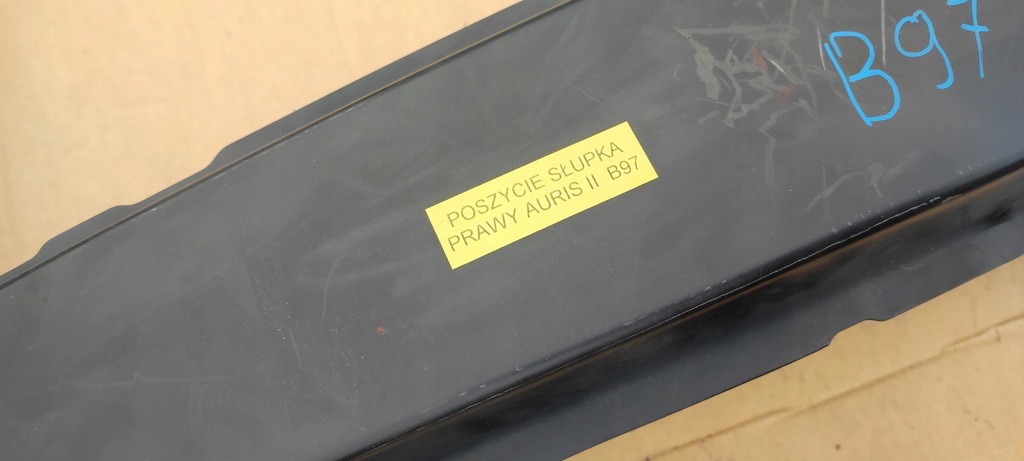 B97
POSZYCIE SŁUPKA
PRAWY AURIS II B97